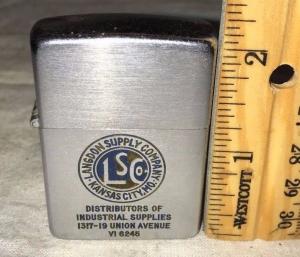 LANGDON SUPPLY COMPANY
LSCO.
KANSAS CITY, MO.
DISTRIBUTORS OF
INDUSTRIAL SUPPLIES
1317-19 UNION AVENUE
VI 6245
2
1
WESTCOTT